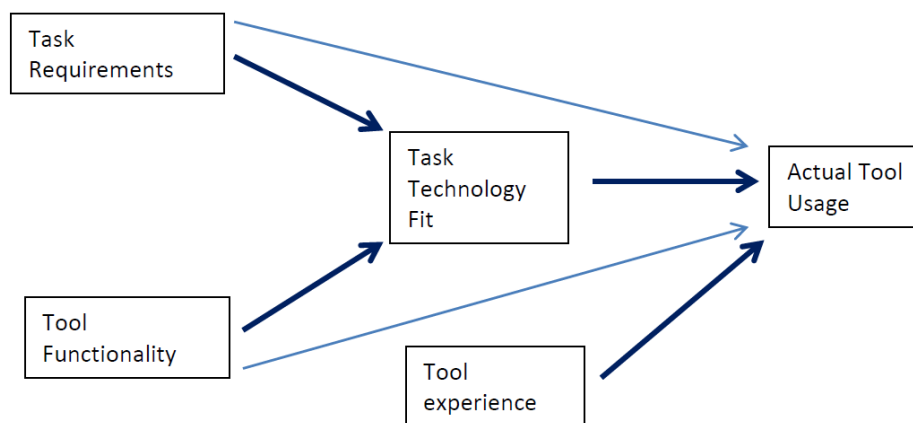 Task
Requirements
Task
Technology
Fit
Actual Tool
Usage
Tool
Functionality
Tool
experience